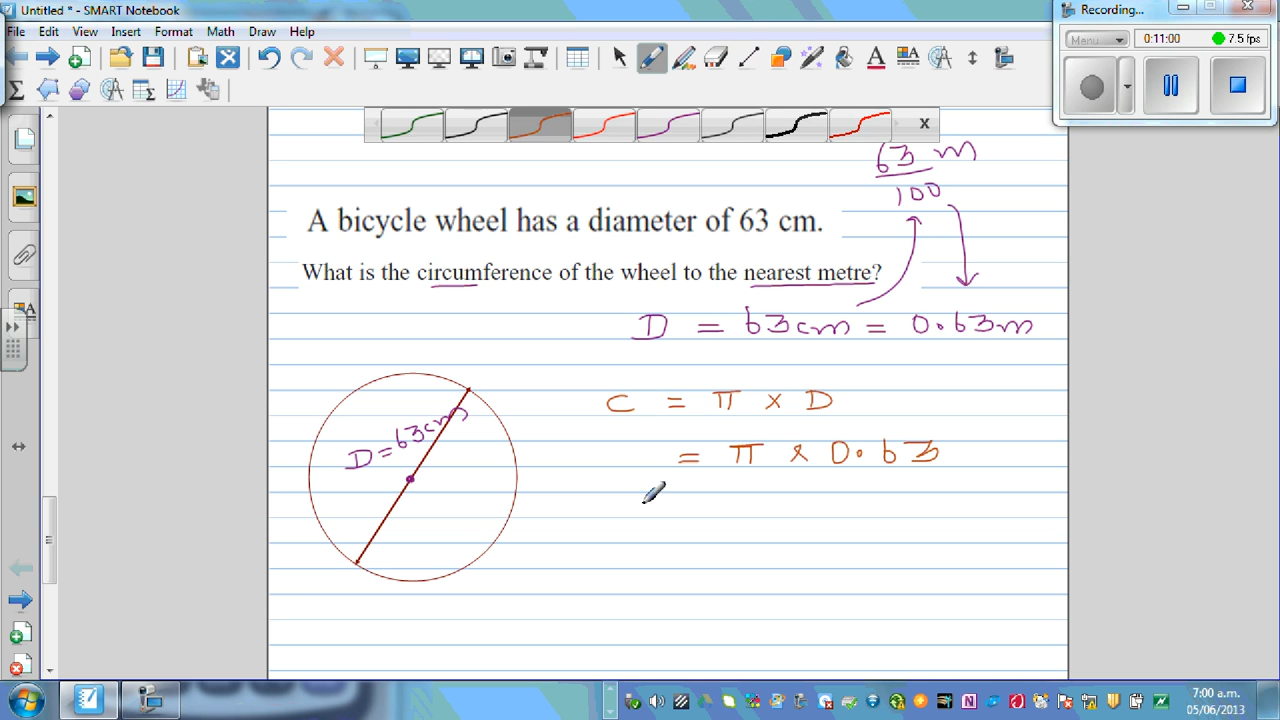 Untitled * - SMART Notebook
Recording...
File Edit View Insert Format Math Draw Help
Menu
0:11:00
7.5 fps
x
63 m
100
A bicycle wheel has a diameter of 63 cm.
What is the circumference of the wheel to the nearest metre?
D = 63cm = 0.63m
D = 63cm
C = π × D
= π × 0.63
7:00 a.m.
05/06/2013